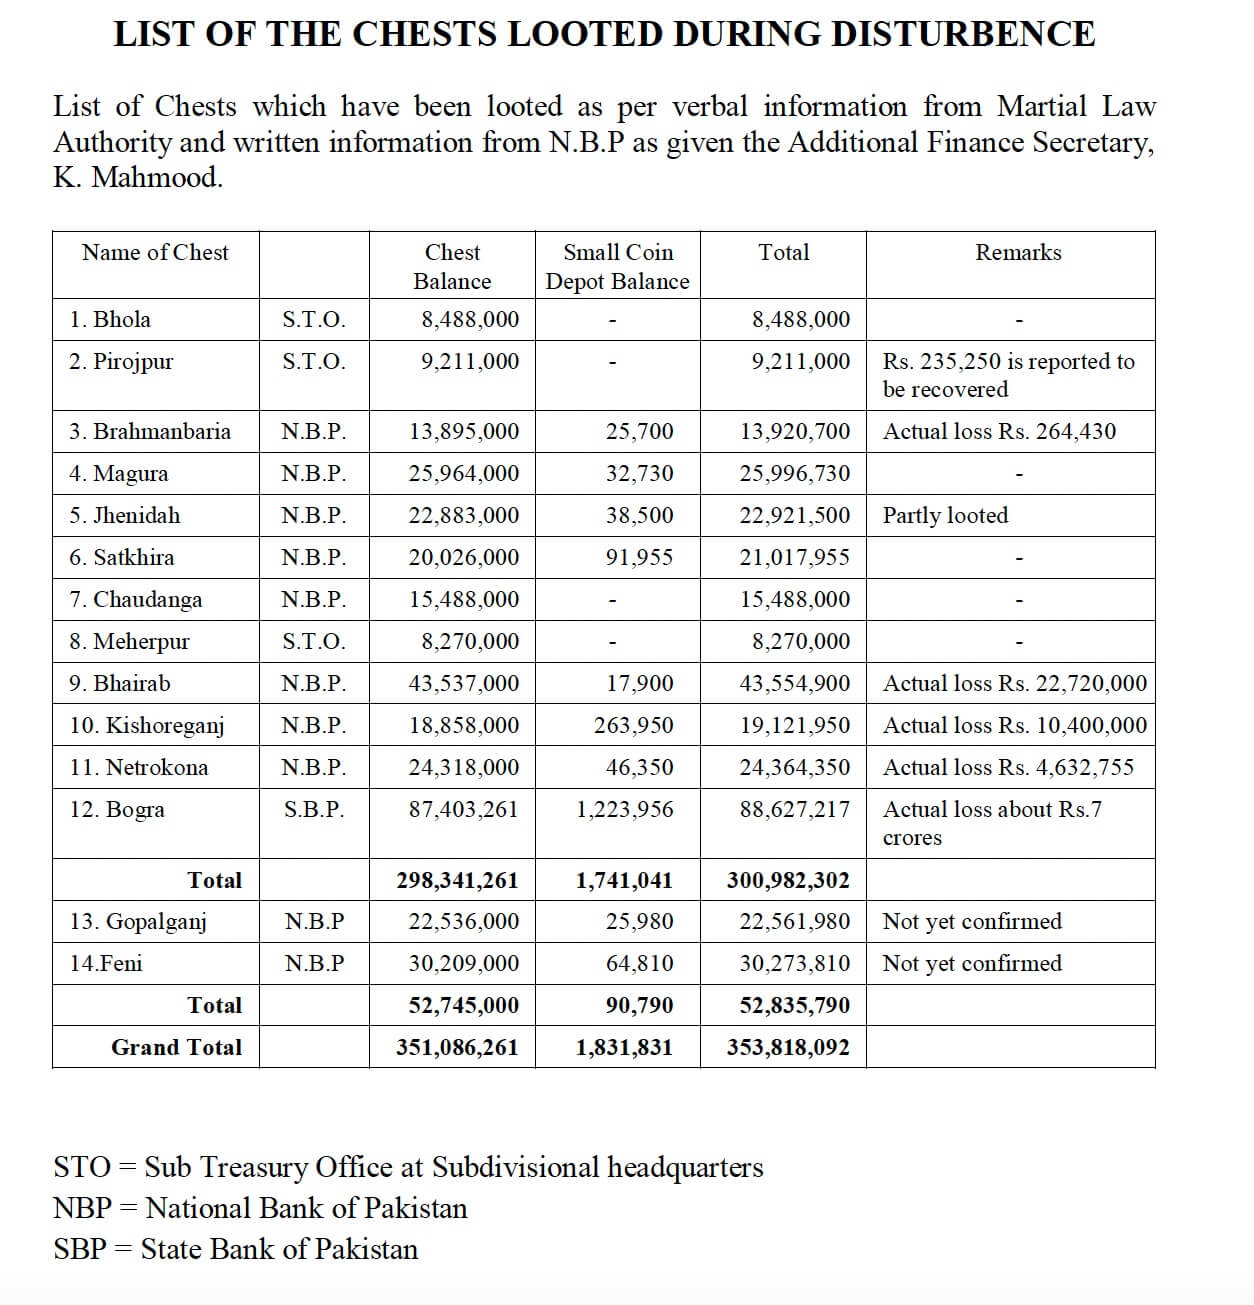 LIST OF THE CHESTS LOOTED DURING DISTURBENCE
List of Chests which have been looted as per verbal information from Martial Law
Authority and written information from N.B.P as given the Additional Finance Secretary,
K. Mahmood.
Name of Chest Chest Balance Small Coin Depot Balance Total Remarks
1. Bhola S.T.O. 8,488,000 - 8,488,000 -
2. Pirojpur S.T.O. 9,211,000 - 9,211,000 Rs. 235,250 is reported to
be recovered
3. Brahmanbaria N.B.P. 13,895,000 25,700 13,920,700 Actual loss Rs. 264,430
4. Magura N.B.P. 25,964,000 32,730 25,996,730 -
5. Jhenidah N.B.P. 22,883,000 38,500 22,921,500 Partly looted
6. Satkhira N.B.P. 20,026,000 91,955 21,017,955 -
7. Chaudanga N.B.P. 15,488,000 - 15,488,000 -
8. Meherpur S.T.O. 8,270,000 - 8,270,000 -
9. Bhairab N.B.P. 43,537,000 17,900 43,554,900 Actual loss Rs. 22,720,000
10. Kishoreganj N.B.P. 18,858,000 263,950 19,121,950 Actual loss Rs. 10,400,000
11. Netrokona N.B.P. 24,318,000 46,350 24,364,350 Actual loss Rs. 4,632,755
12. Bogra S.B.P. 87,403,261 1,223,956 88,627,217 Actual loss about Rs.7
crores
Total 298,341,261 1,741,041 300,982,302
13. Gopalganj N.B.P 22,536,000 25,980 22,561,980 Not yet confirmed
14.Feni N.B.P 30,209,000 64,810 30,273,810 Not yet confirmed
Total 52,745,000 90,790 52,835,790
Grand Total 351,086,261 1,831,831 353,818,092
STO = Sub Treasury Office at Subdivisional headquarters
NBP = National Bank of Pakistan
SBP = State Bank of Pakistan